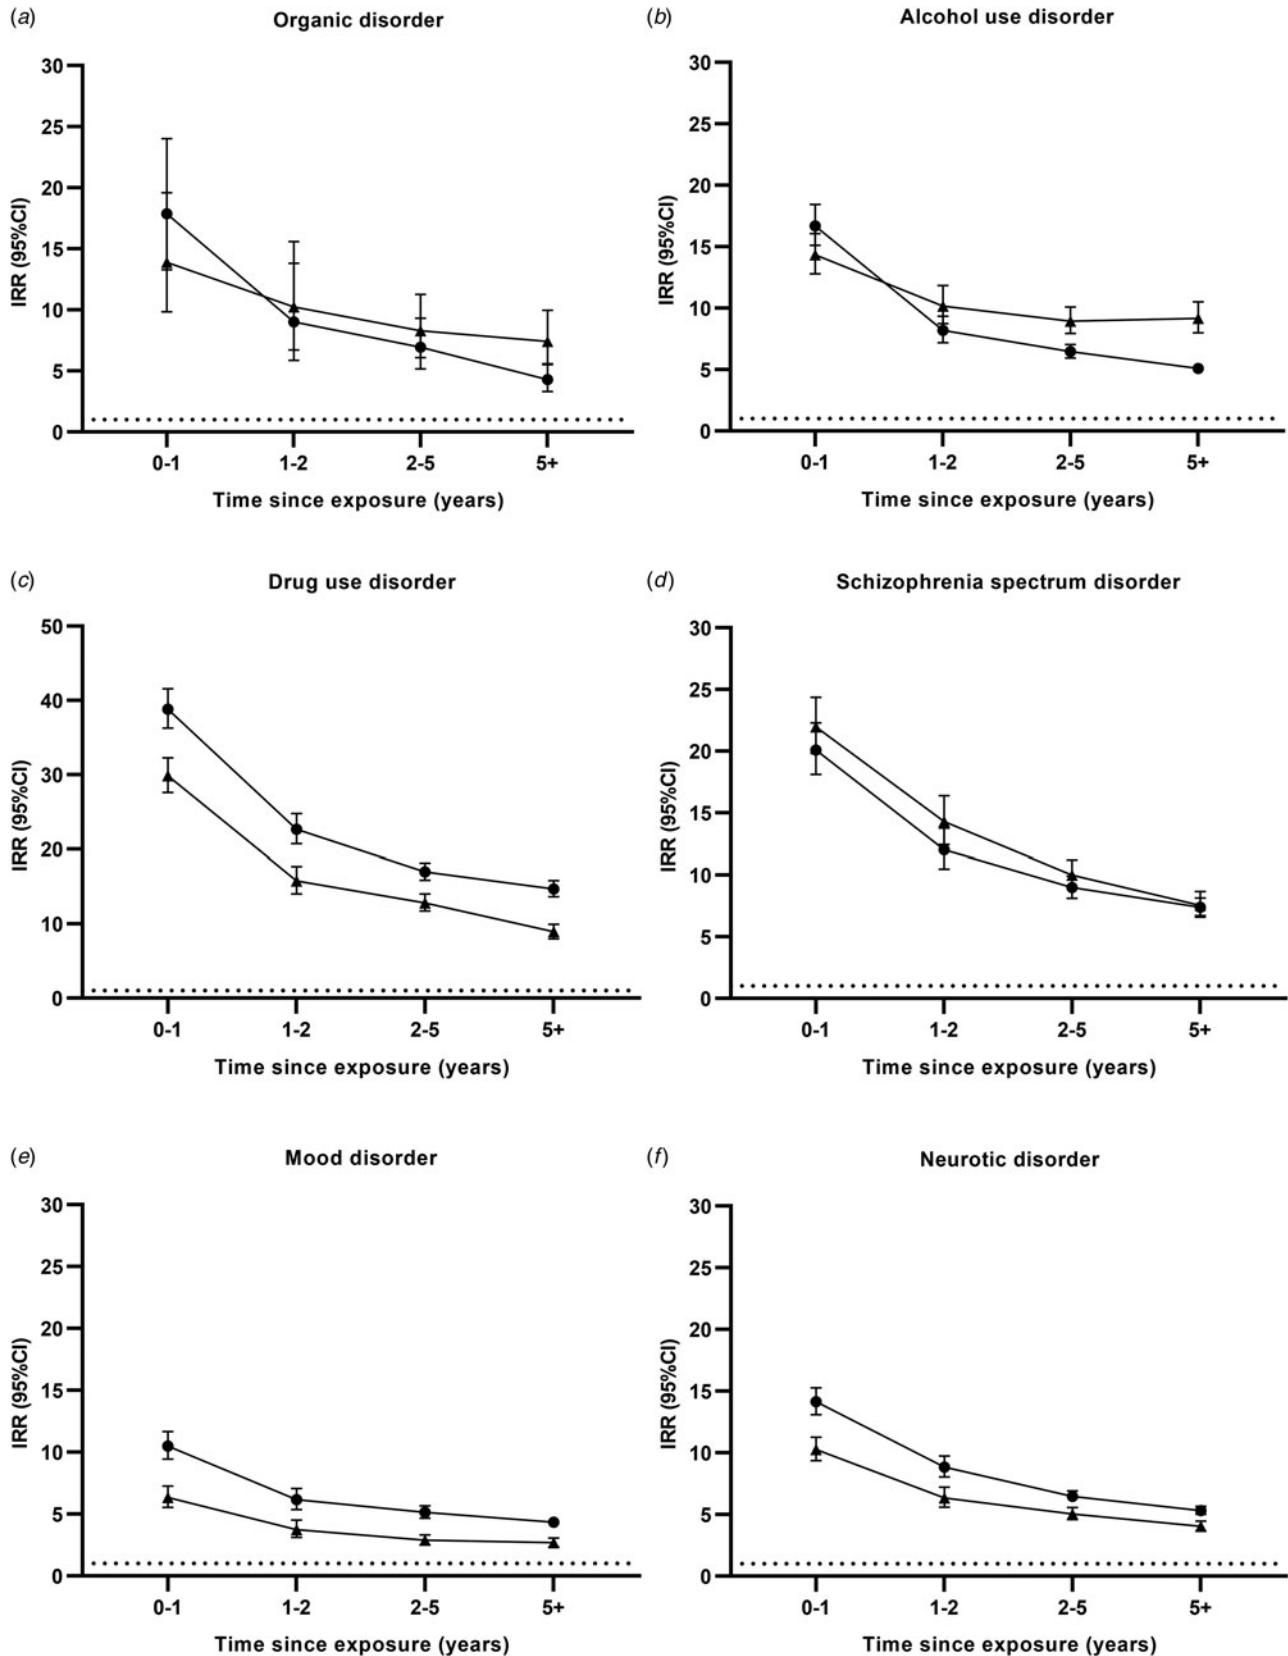 (a) Organic disorder
30
25
20
15
10
5
0
IRR (95%CI)
0-1 1-2 2-5 5+
Time since exposure (years)
(b) Alcohol use disorder
30
25
20
15
10
5
0
IRR (95%CI)
0-1 1-2 2-5 5+
Time since exposure (years)
(c) Drug use disorder
50
40
30
20
10
0
IRR (95%CI)
0-1 1-2 2-5 5+
Time since exposure (years)
(d) Schizophrenia spectrum disorder
30
25
20
15
10
5
0
IRR (95%CI)
0-1 1-2 2-5 5+
Time since exposure (years)
(e) Mood disorder
30
25
20
15
10
5
0
IRR (95%CI)
0-1 1-2 2-5 5+
Time since exposure (years)
(f) Neurotic disorder
30
25
20
15
10
5
0
IRR (95%CI)
0-1 1-2 2-5 5+
Time since exposure (years)